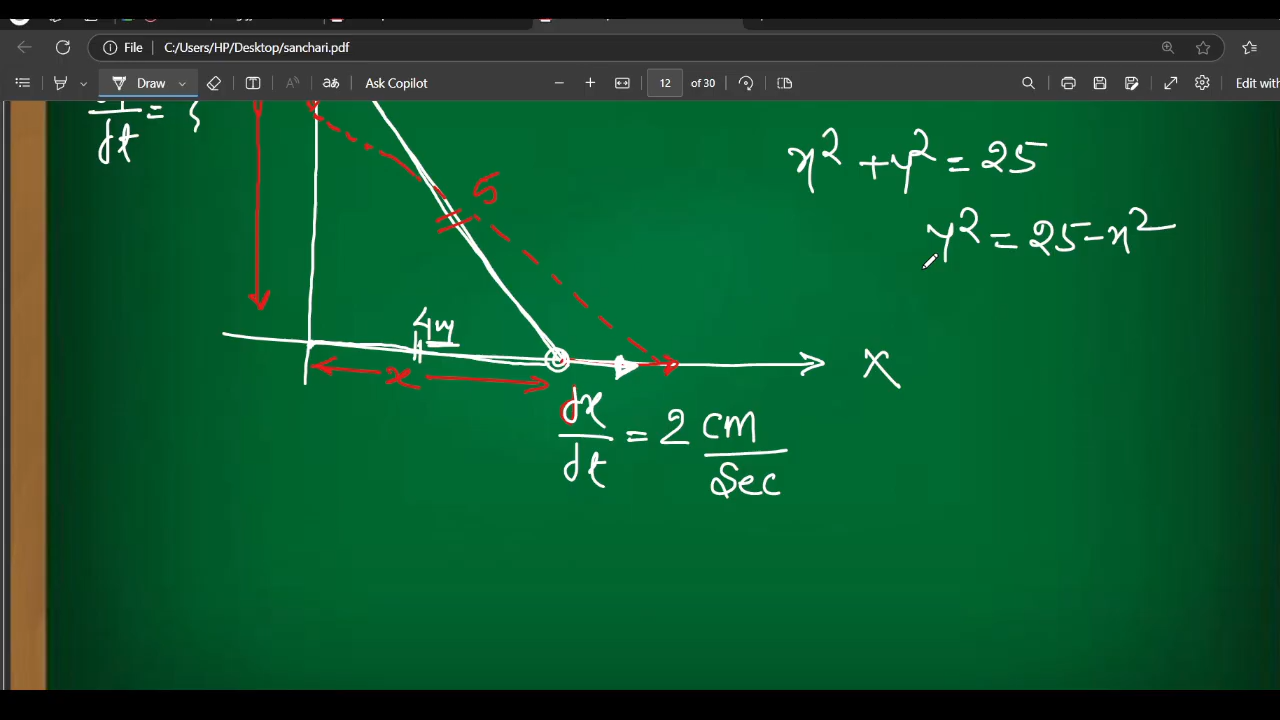 File | C:/Users/HP/Desktop/sanchari.pdf
Draw Ask Copilot 12 of 30 Edit with
dt =
x² + y² = 25
y² = 25 - x²
5
4m
x
X
dx/dt = 2 cm/Sec